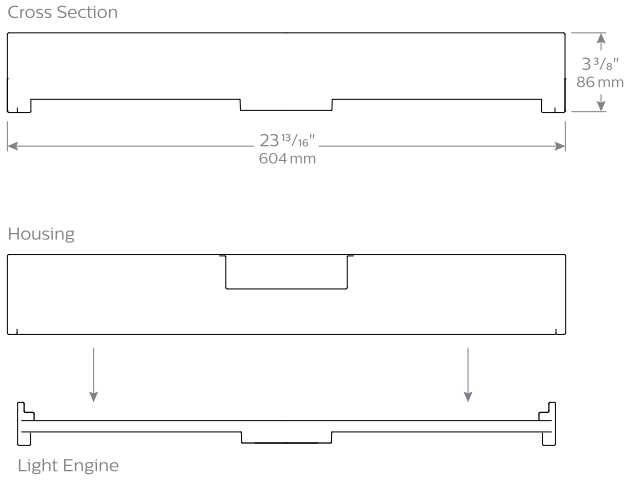 Cross Section
3 3/8"
86 mm
23 13/16"
604 mm
Housing
Light Engine